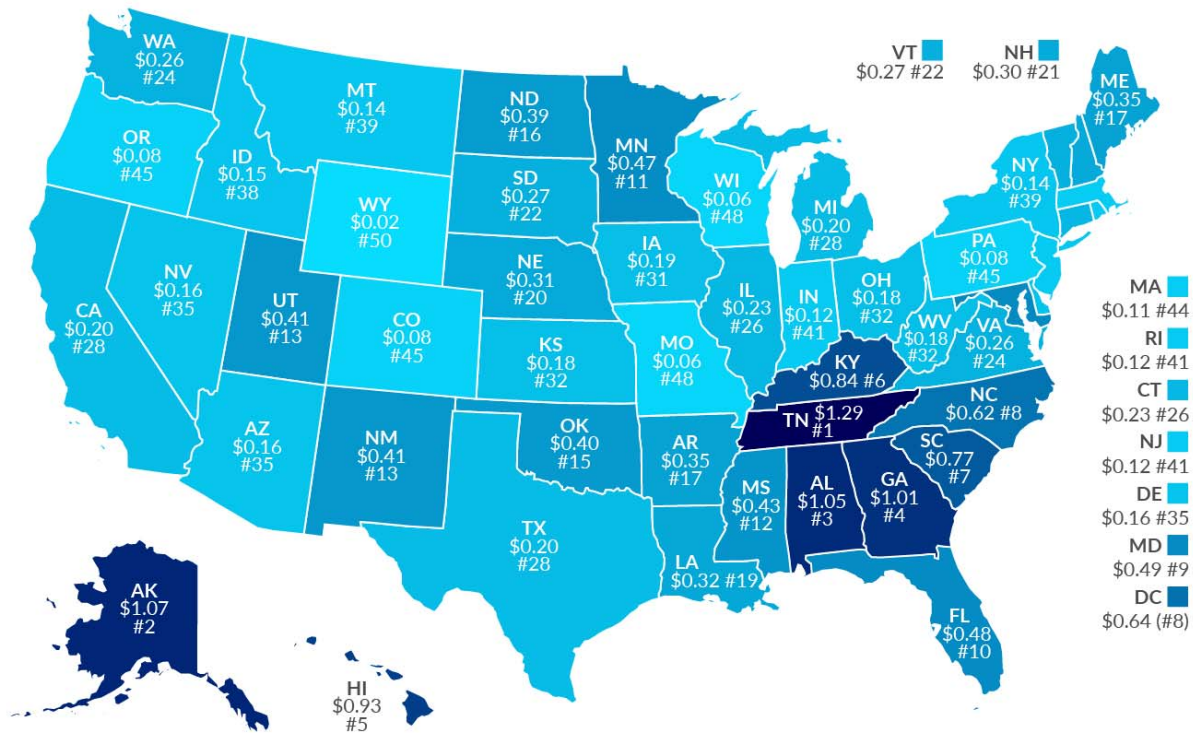 WA
$0.26
#24
MT
$0.14
#39
ND
$0.39
#16
MN
$0.47
#11
VT
$0.27 #22
NH
$0.30 #21
ME
$0.35
#17
OR
$0.08
#45
ID
$0.15
#38
SD
$0.27
#22
WI
$0.06
#48
NY
$0.14
#39
WY
$0.02
#50
MI
$0.20
#28
NE
$0.31
#20
IA
$0.19
#31
PA
$0.08
#45
NV
$0.16
#35
UT
$0.41
#13
CO
$0.08
#45
IL
$0.23
#26
IN
$0.12
#41
OH
$0.18
#32
CA
$0.20
#28
KS
$0.18
#32
MO
$0.06
#48
WV
$0.18
#32
VA
$0.26
#24
KY
$0.84 #6
MA
$0.11 #44
RI
$0.12 #41
CT
$0.23 #26
NJ
$0.12 #41
DE
$0.16 #35
MD
$0.49 #9
DC
$0.64 (#8)
AZ
$0.16
#35
NM
$0.41
#13
OK
$0.40
#15
AR
$0.35
#17
TN $1.29
#1
NC
$0.62 #8
SC
$0.77
#7
MS
$0.43
#12
AL
$1.05
#3
GA
$1.01
#4
TX
$0.20
#28
LA
$0.32 #19
FL
$0.48
#10
AK
$1.07
#2
HI
$0.93
#5